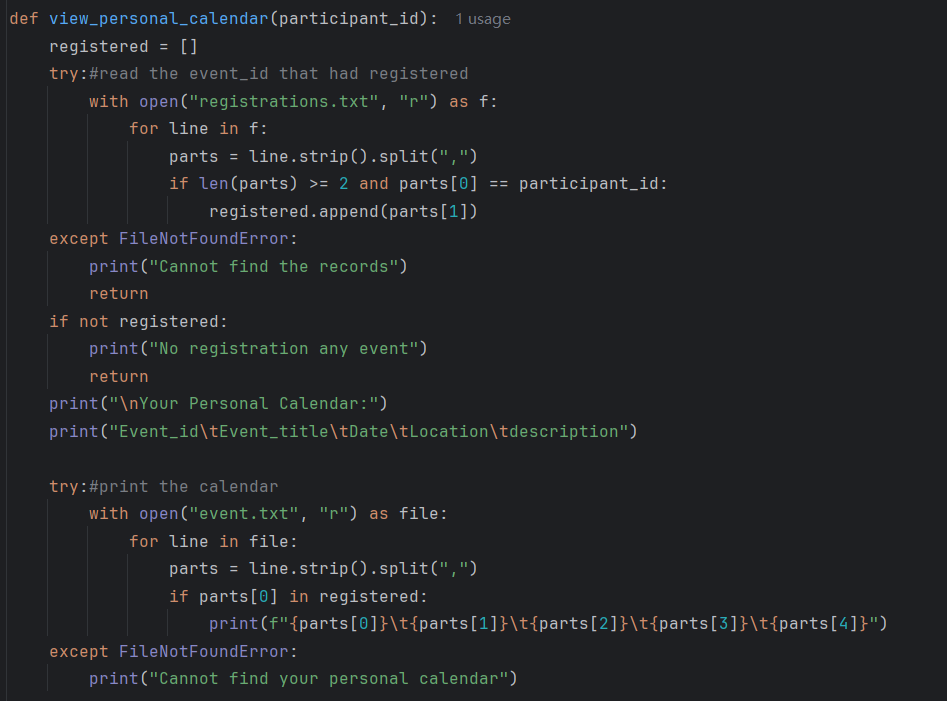 def view_personal_calendar(participant_id):  1 usage
    registered = []
    try:#read the event_id that had registered
        with open("registrations.txt", "r") as f:
            for line in f:
                parts = line.strip().split(",")
                if len(parts) >= 2 and parts[0] == participant_id:
                    registered.append(parts[1])
    except FileNotFoundError:
        print("Cannot find the records")
        return
    if not registered:
        print("No registration any event")
        return
    print("\nYour Personal Calendar:")
    print("Event_id\tEvent_title\tDate\tLocation\tdescription")

    try:#print the calendar
        with open("event.txt", "r") as file:
            for line in file:
                parts = line.strip().split(",")
                if parts[0] in registered:
                    print(f"{parts[0]}\t{parts[1]}\t{parts[2]}\t{parts[3]}\t{parts[4]}")
    except FileNotFoundError:
        print("Cannot find your personal calendar")